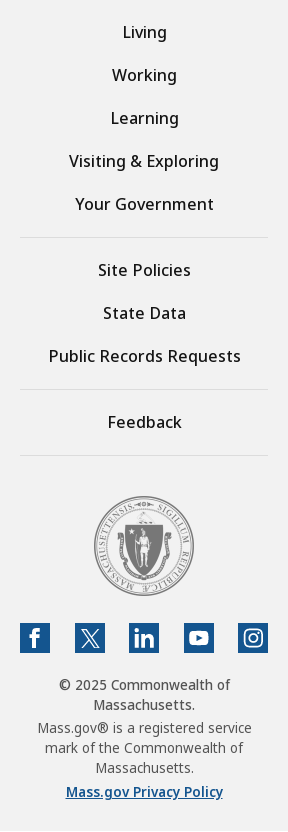 Living
Working
Learning
Visiting & Exploring
Your Government
Site Policies
State Data
Public Records Requests
Feedback
SIGILLUM REIPUBLICÆ MASSACHUSETTENSIS
© 2025 Commonwealth of
Massachusetts.
Mass.gov® is a registered service
mark of the Commonwealth of
Massachusetts.
Mass.gov Privacy Policy